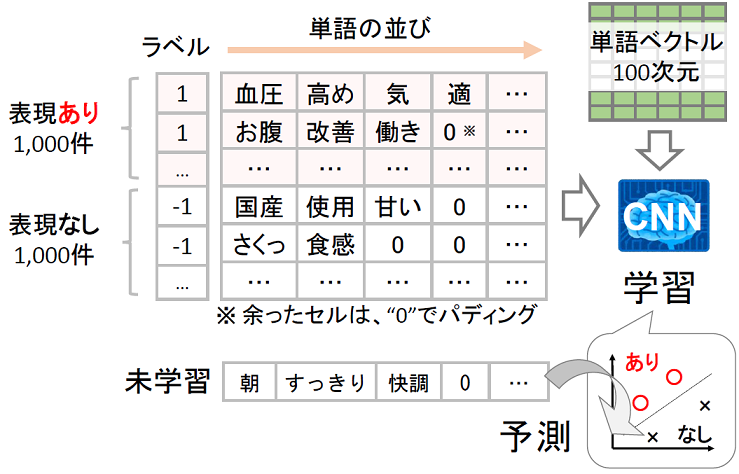 ラベル
単語の並び
単語ベクトル
100次元
表現あり
1,000件
1 血圧 高め 気 適 …
1 お腹 改善 働き 0※ …
… … … … … …
表現なし
1,000件
-1 国産 使用 甘い 0 …
-1 さくっ 食感 0 0 …
… … … … … …
※ 余ったセルは、“0”でパディング
CNN
学習
未学習 朝 すっきり 快調 0 …
予測
あり
なし